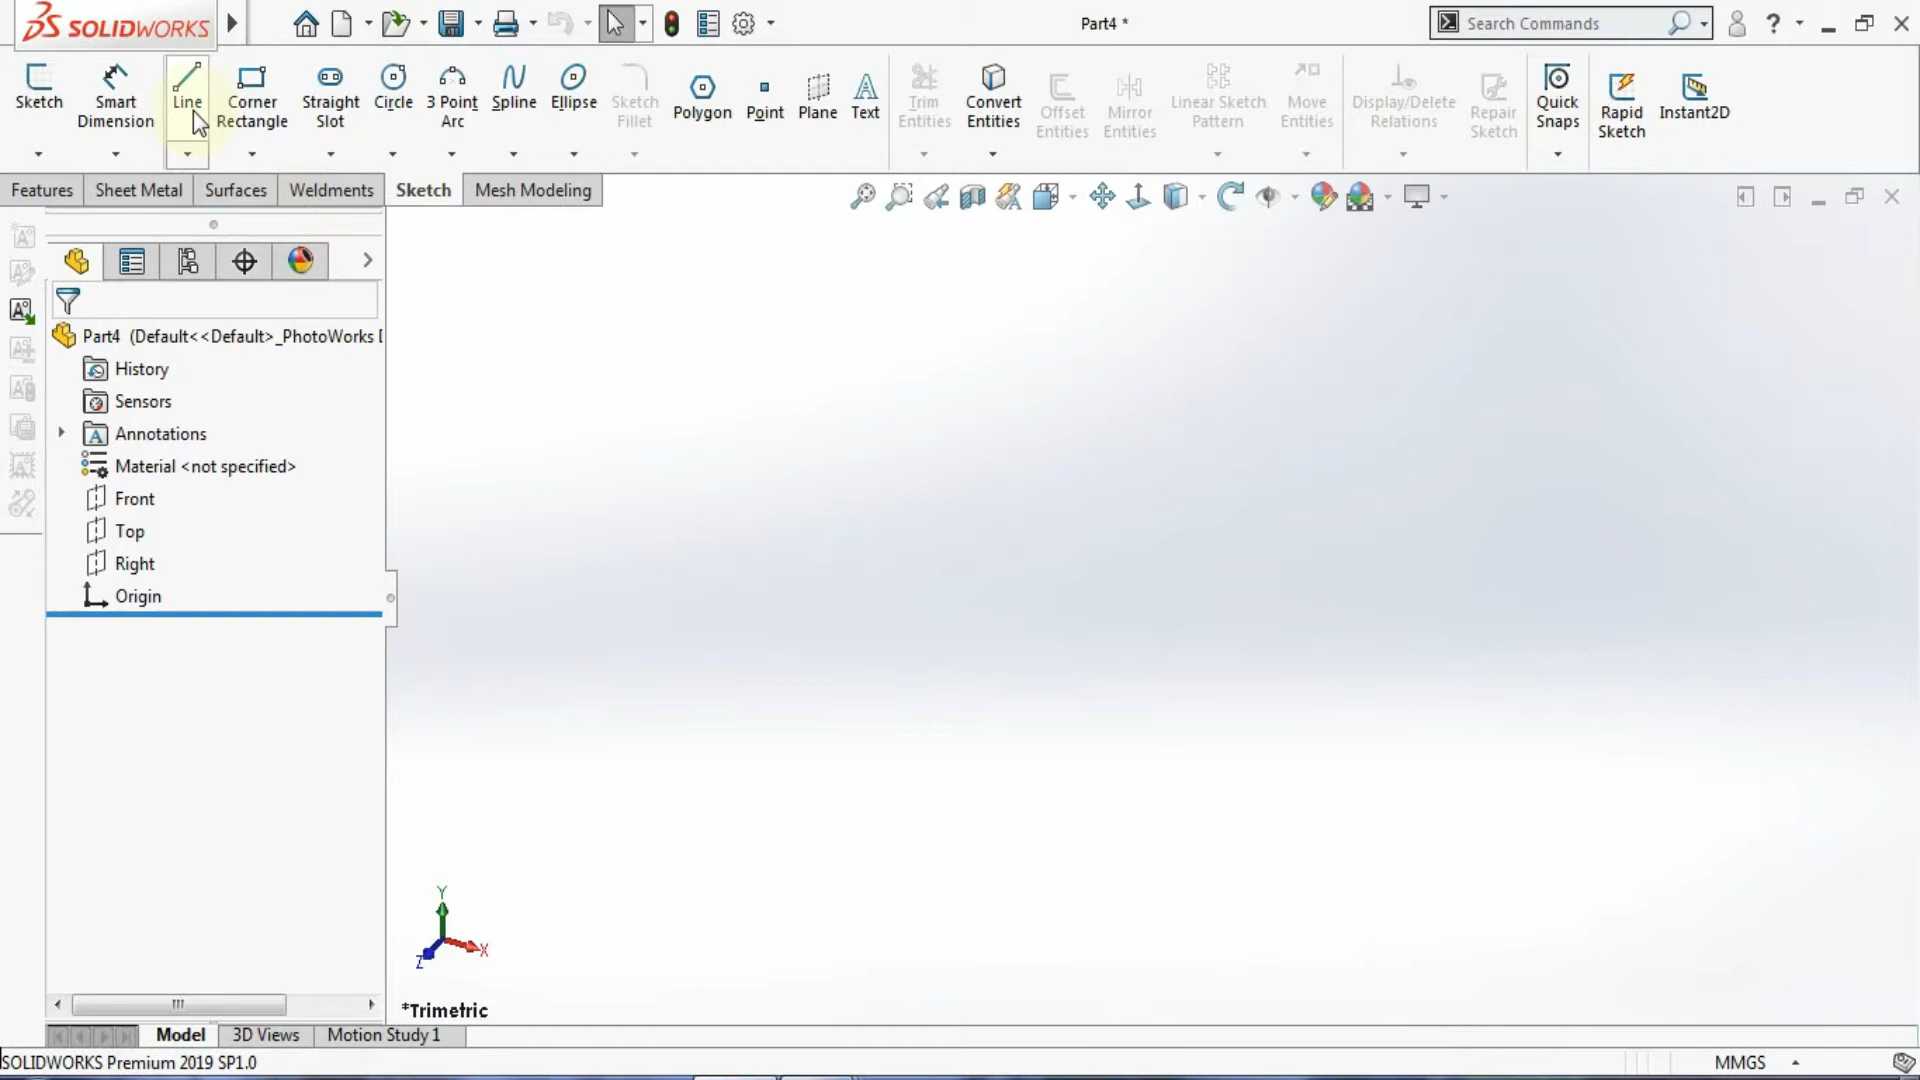 SOLIDWORKS
Part4 *
Search Commands
?
Sketch
Smart Dimension
Line
Corner Rectangle
Straight Slot
Circle
3 Point Arc
Spline
Ellipse
Sketch Fillet
Polygon
Point
Plane
Text
Trim Entities
Convert Entities
Offset Entities
Mirror Entities
Linear Sketch Pattern
Move Entities
Display/Delete Relations
Repair Sketch
Quick Snaps
Rapid Sketch
Instant2D
Features
Sheet Metal
Surfaces
Weldments
Sketch
Mesh Modeling
Part4 (Default<<Default>_PhotoWorks
History
Sensors
Annotations
Material <not specified>
Front
Top
Right
Origin
Y
X
Z
*Trimetric
Model
3D Views
Motion Study 1
SOLIDWORKS Premium 2019 SP1.0
MMGS